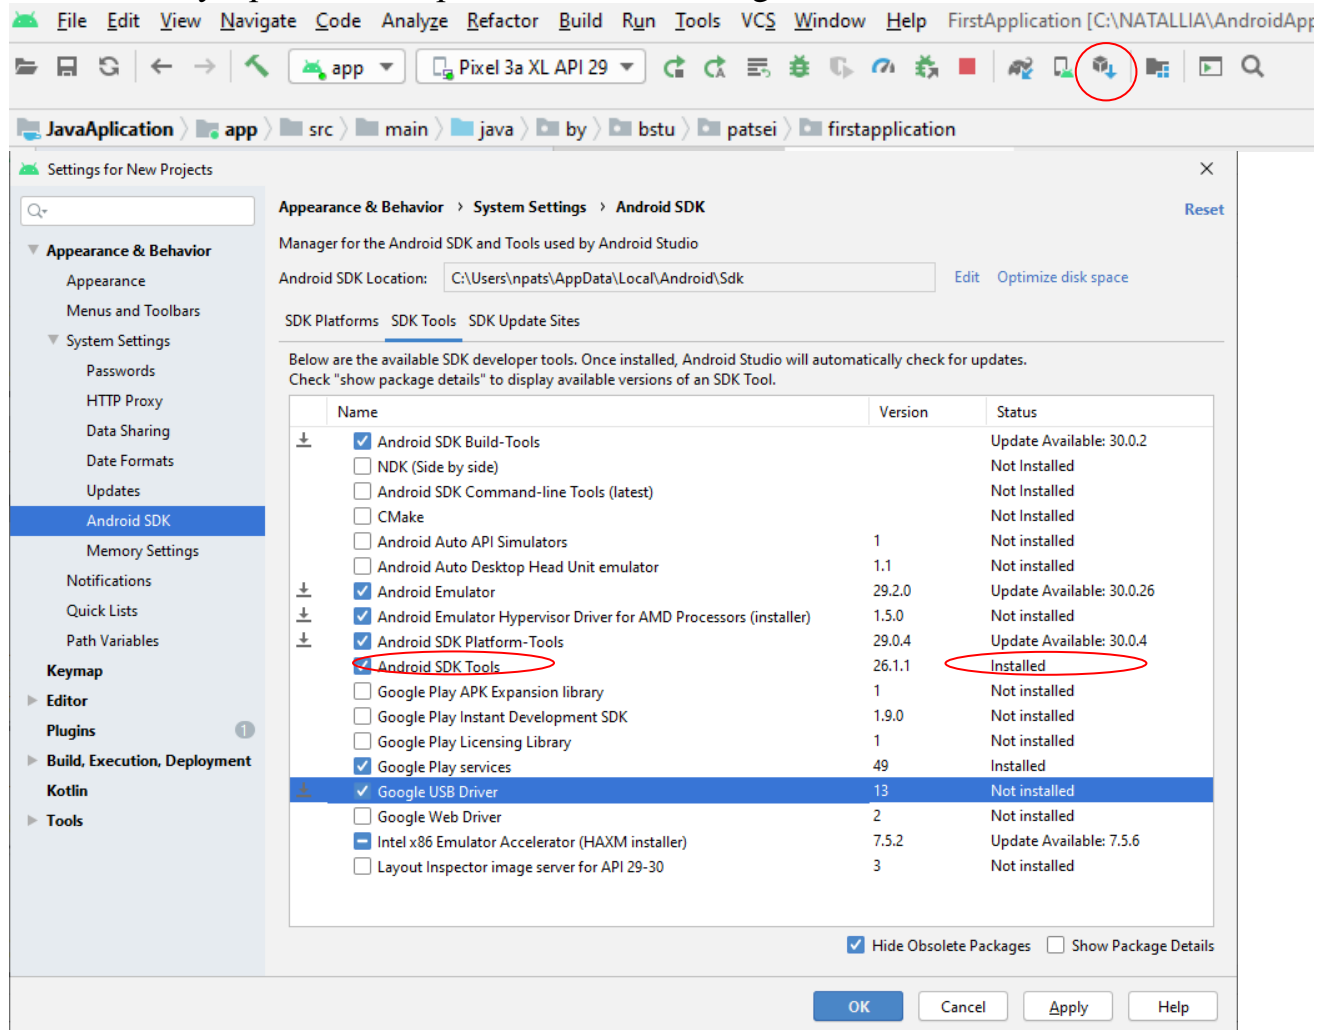 File Edit View Navigate Code Analyze Refactor Build Run Tools VCS Window Help FirstApplication [C:\NATALLIA\AndroidApp
app Pixel 3a XL API 29
JavaAplication app src main java by bstu patsei firstapplication
Settings for New Projects
Appearance & Behavior > System Settings > Android SDK
Reset
Manager for the Android SDK and Tools used by Android Studio
Android SDK Location: C:\Users\npats\AppData\Local\Android\Sdk Edit Optimize disk space
SDK Platforms SDK Tools SDK Update Sites
Below are the available SDK developer tools. Once installed, Android Studio will automatically check for updates.
Check "show package details" to display available versions of an SDK Tool.
Appearance & Behavior
Appearance
Menus and Toolbars
System Settings
Passwords
HTTP Proxy
Data Sharing
Date Formats
Updates
Android SDK
Memory Settings
Notifications
Quick Lists
Path Variables
Keymap
Editor
Plugins 1
Build, Execution, Deployment
Kotlin
Tools
Name Version Status
Android SDK Build-Tools Update Available: 30.0.2
NDK (Side by side) Not Installed
Android SDK Command-line Tools (latest) Not Installed
CMake Not Installed
Android Auto API Simulators 1 Not installed
Android Auto Desktop Head Unit emulator 1.1 Not installed
Android Emulator 29.2.0 Update Available: 30.0.26
Android Emulator Hypervisor Driver for AMD Processors (installer) 1.5.0 Not installed
Android SDK Platform-Tools 29.0.4 Update Available: 30.0.4
Android SDK Tools 26.1.1 Installed
Google Play APK Expansion library 1 Not installed
Google Play Instant Development SDK 1.9.0 Not installed
Google Play Licensing Library 1 Not installed
Google Play services 49 Installed
Google USB Driver 13 Not installed
Google Web Driver 2 Not installed
Intel x86 Emulator Accelerator (HAXM installer) 7.5.2 Update Available: 7.5.6
Layout Inspector image server for API 29-30 3 Not installed
Hide Obsolete Packages Show Package Details
OK Cancel Apply Help